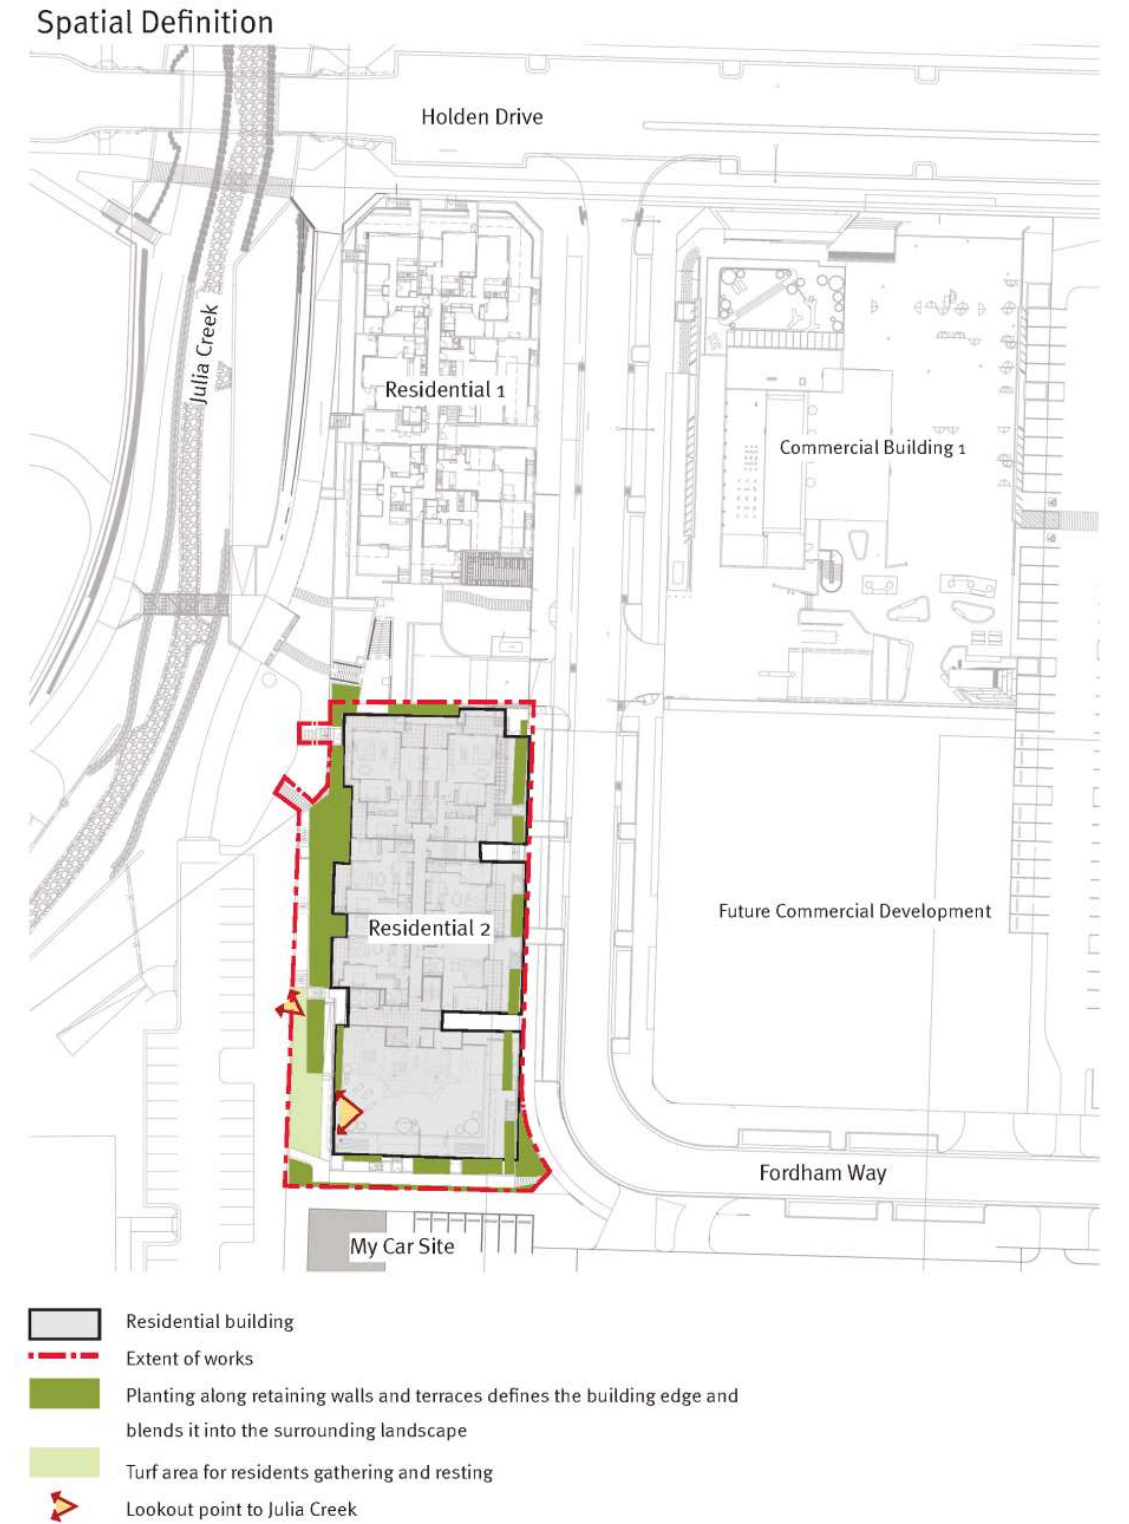 Spatial Definition
Holden Drive
Julia Creek
Residential 1
Commercial Building 1
Residential 2
Future Commercial Development
Fordham Way
My Car Site
Residential building
Extent of works
Planting along retaining walls and terraces defines the building edge and
blends it into the surrounding landscape
Turf area for residents gathering and resting
Lookout point to Julia Creek